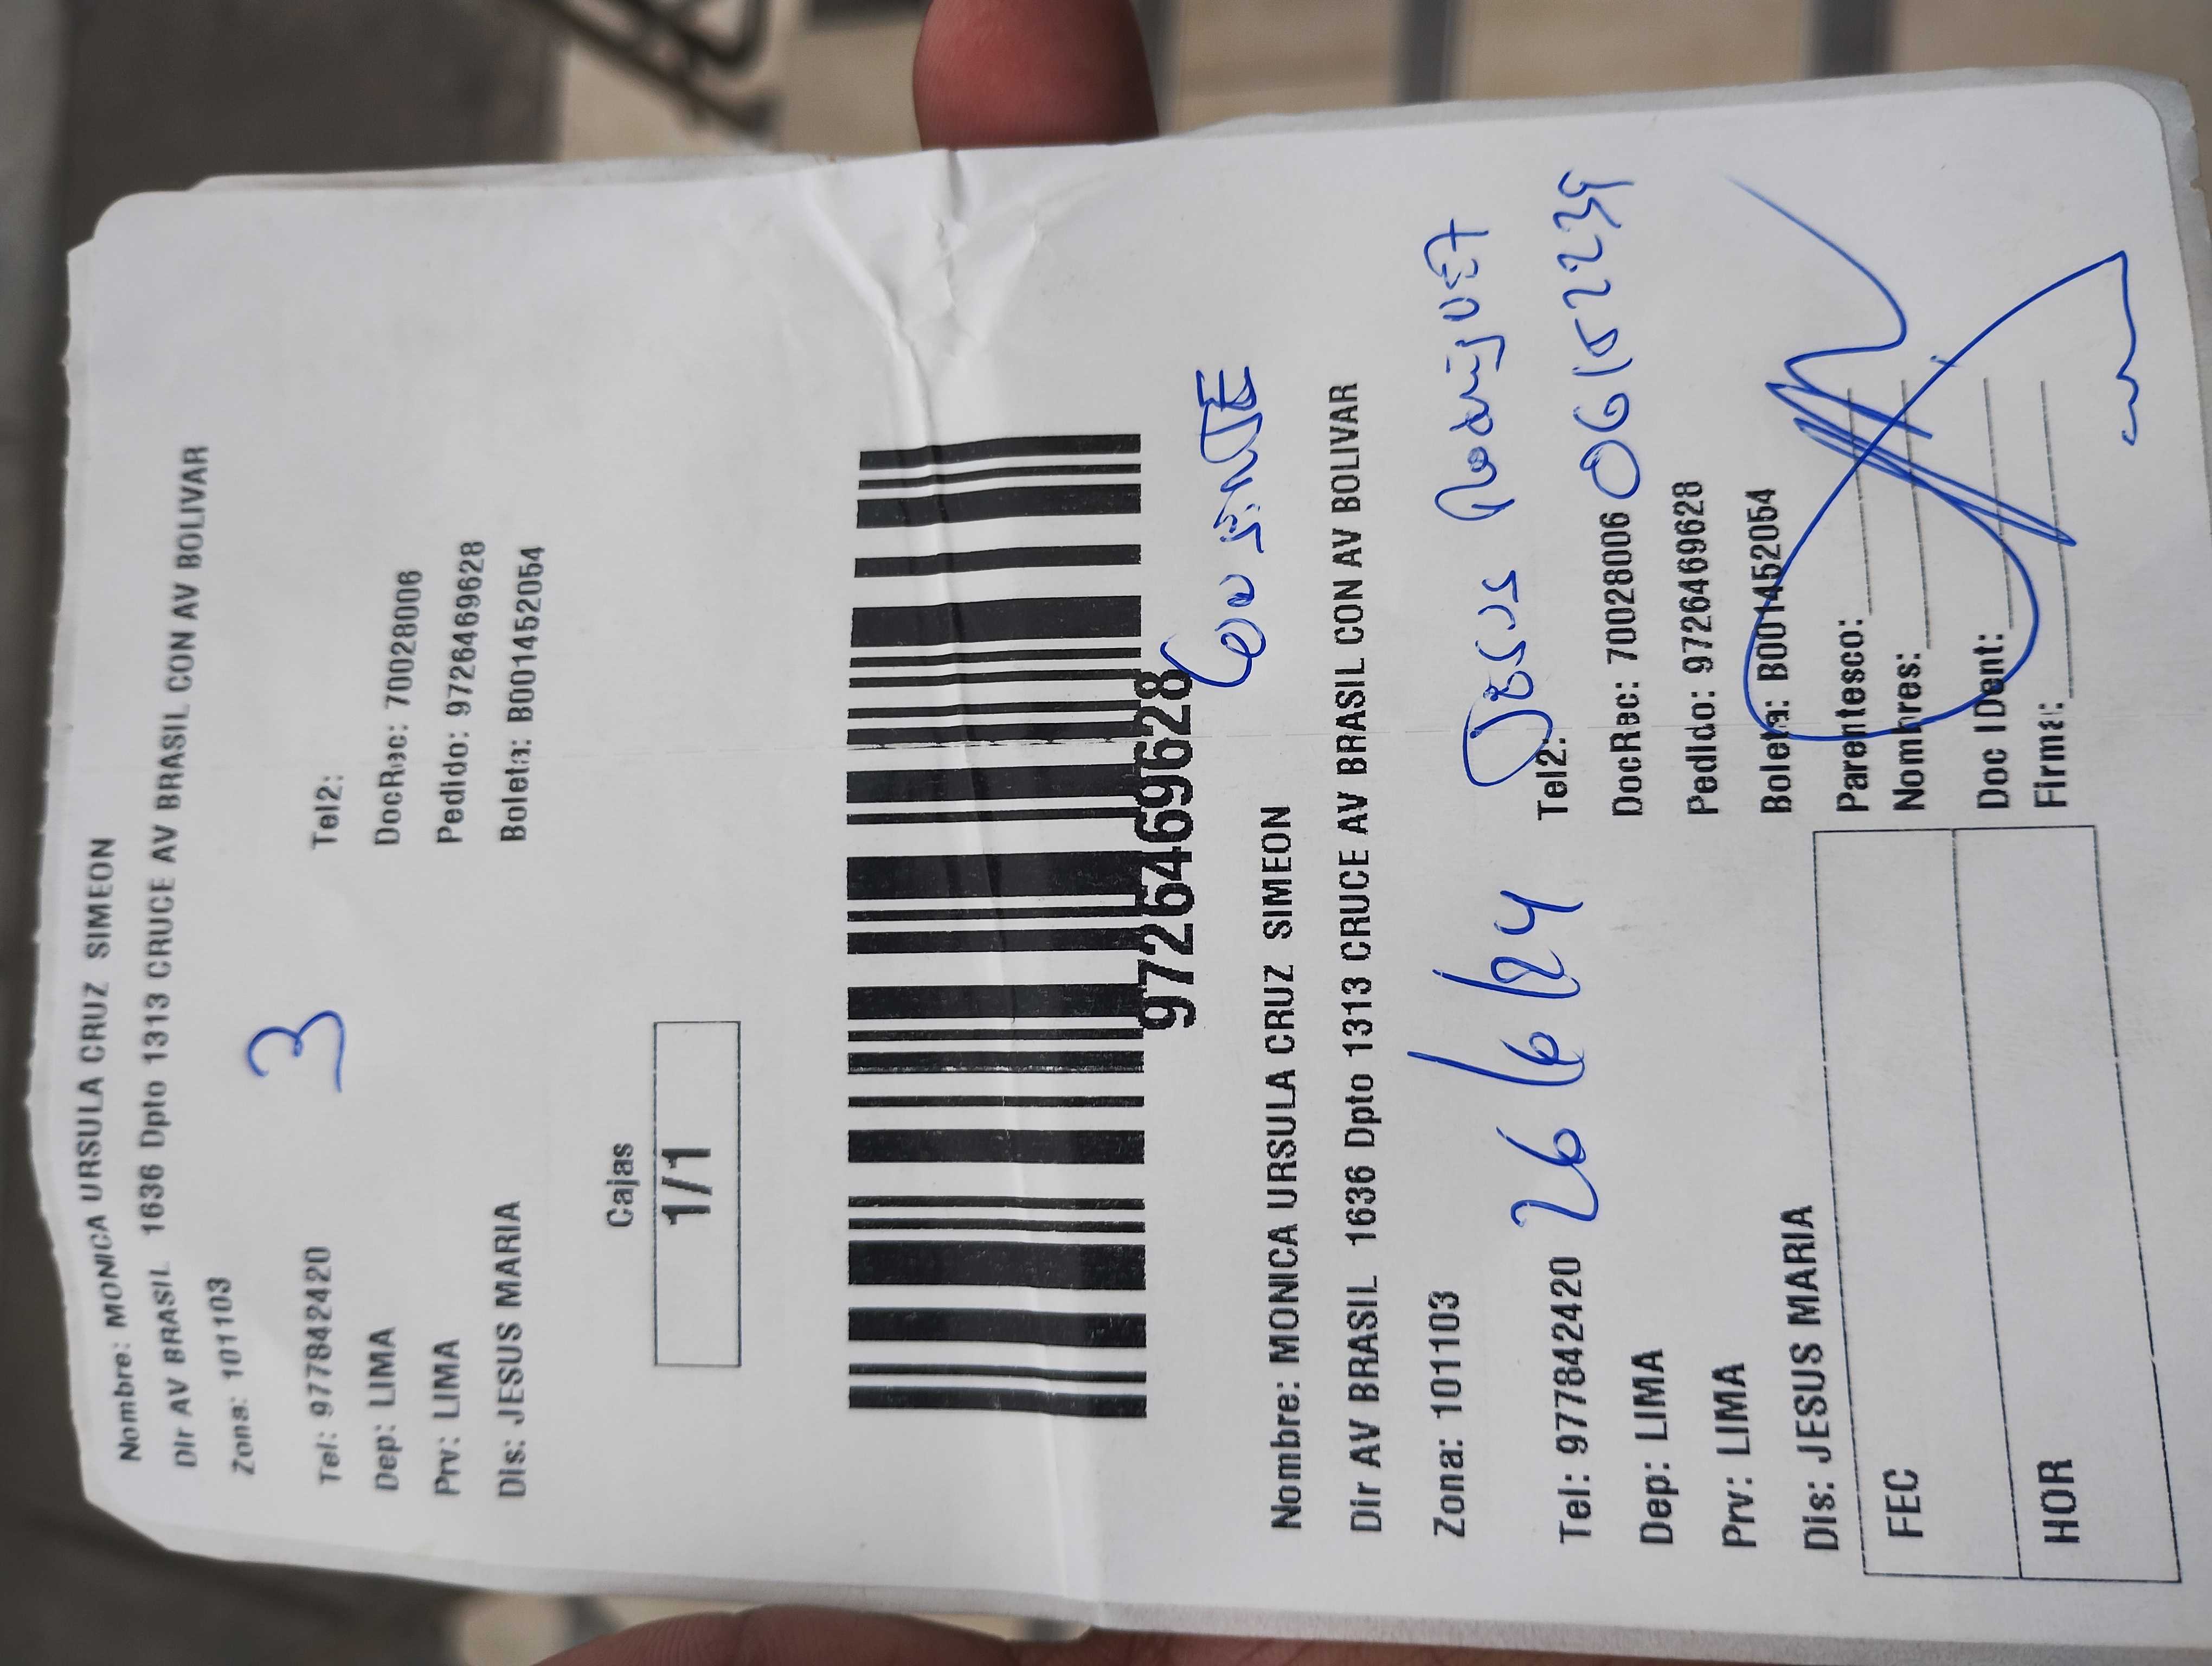 Nombre: MONICA URSULA CRUZ SIMEON
Dir AV BRASIL 1636 Dpto 1313 CRUCE AV BRASIL CON AV BOLIVAR
Zona: 101103
3
Tel: 977842420 Tel2:
Dep: LIMA DocRec: 70028006
Prv: LIMA Pedido: 9726469628
Dis: JESUS MARIA Boleta: B001452054
Cajas
1/1
9726469628
Nombre: MONICA URSULA CRUZ SIMEON
Dir AV BRASIL 1636 Dpto 1313 CRUCE AV BRASIL CON AV BOLIVAR
Zona: 101103
26/6/24
Tel: 977842420 Tel2:
Dep: LIMA DocRec: 70028006
Prv: LIMA Pedido: 9726469628
Dis: JESUS MARIA Boleta: B001452054
Parentesco:
FEC Nombres:
Doc IDent:
HOR Firma: